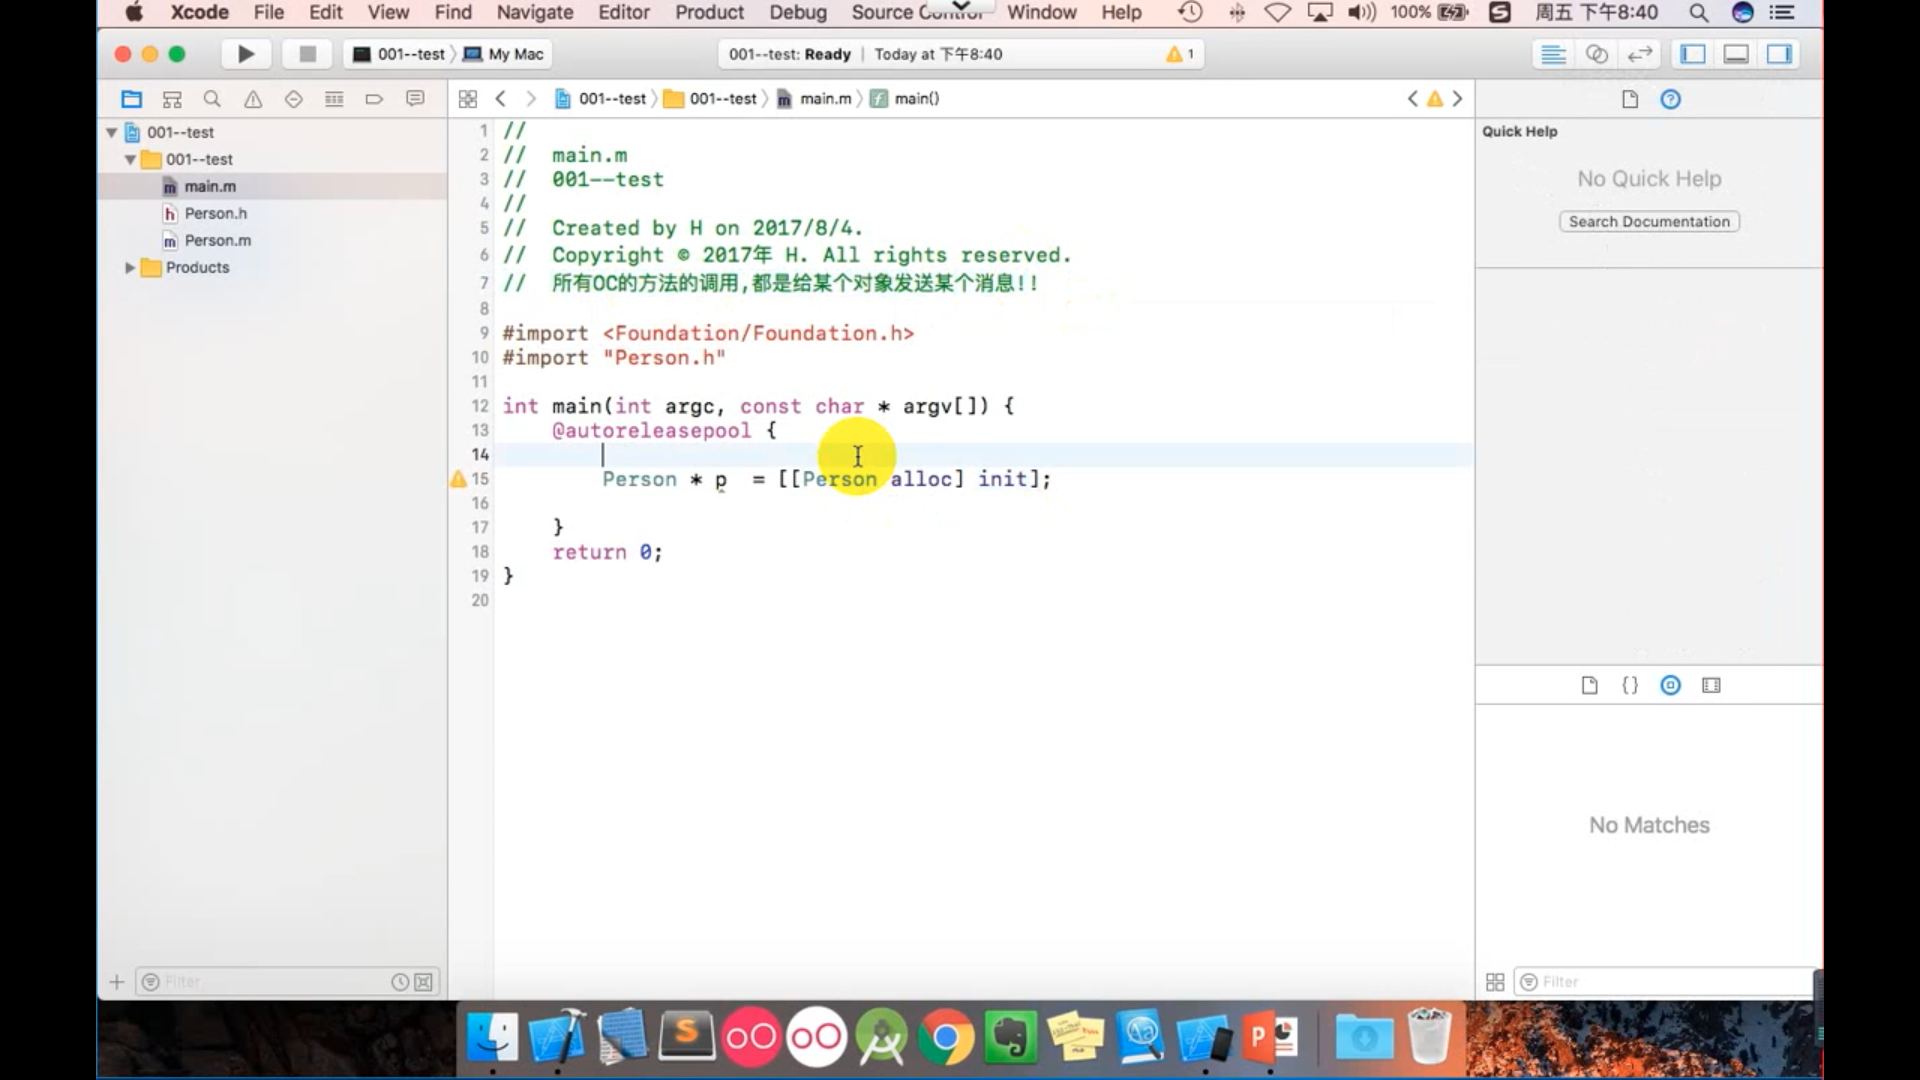 Xcode File Edit View Find Navigate Editor Product Debug Source Control Window Help 100% 周五 下午8:40
001--test My Mac
001--test: Ready | Today at 下午8:40
1
001--test 001--test main.m main()
001--test
001--test
main.m
Person.h
Person.m
Products
Filter
1 //
2 // main.m
3 // 001--test
4 //
5 // Created by H on 2017/8/4.
6 // Copyright © 2017年 H. All rights reserved.
7 // 所有OC的方法的调用,都是给某个对象发送某个消息!!
8
9 #import <Foundation/Foundation.h>
10 #import "Person.h"
11
12 int main(int argc, const char * argv[]) {
13 @autoreleasepool {
14
15 Person * p = [[Person alloc] init];
16
17 }
18 return 0;
19 }
20
Quick Help
No Quick Help
Search Documentation
No Matches
Filter